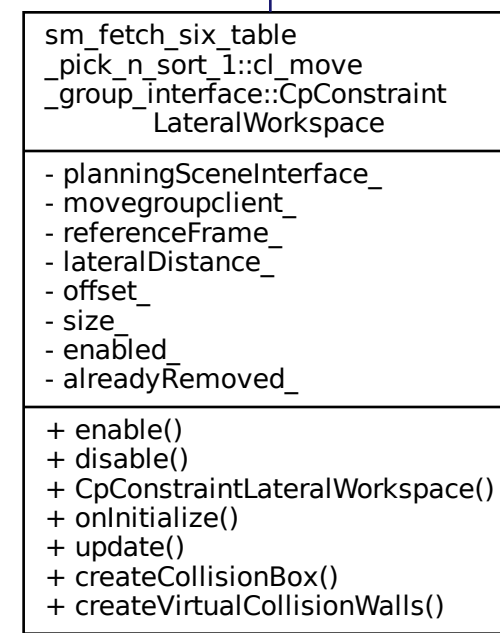 sm_fetch_six_table
_pick_n_sort_1::cl_move
_group_interface::CpConstraint
LateralWorkspace
- planningSceneInterface_
- movegroupclient_
- referenceFrame_
- lateralDistance_
- offset_
- size_
- enabled_
- alreadyRemoved_
+ enable()
+ disable()
+ CpConstraintLateralWorkspace()
+ onInitialize()
+ update()
+ createCollisionBox()
+ createVirtualCollisionWalls()